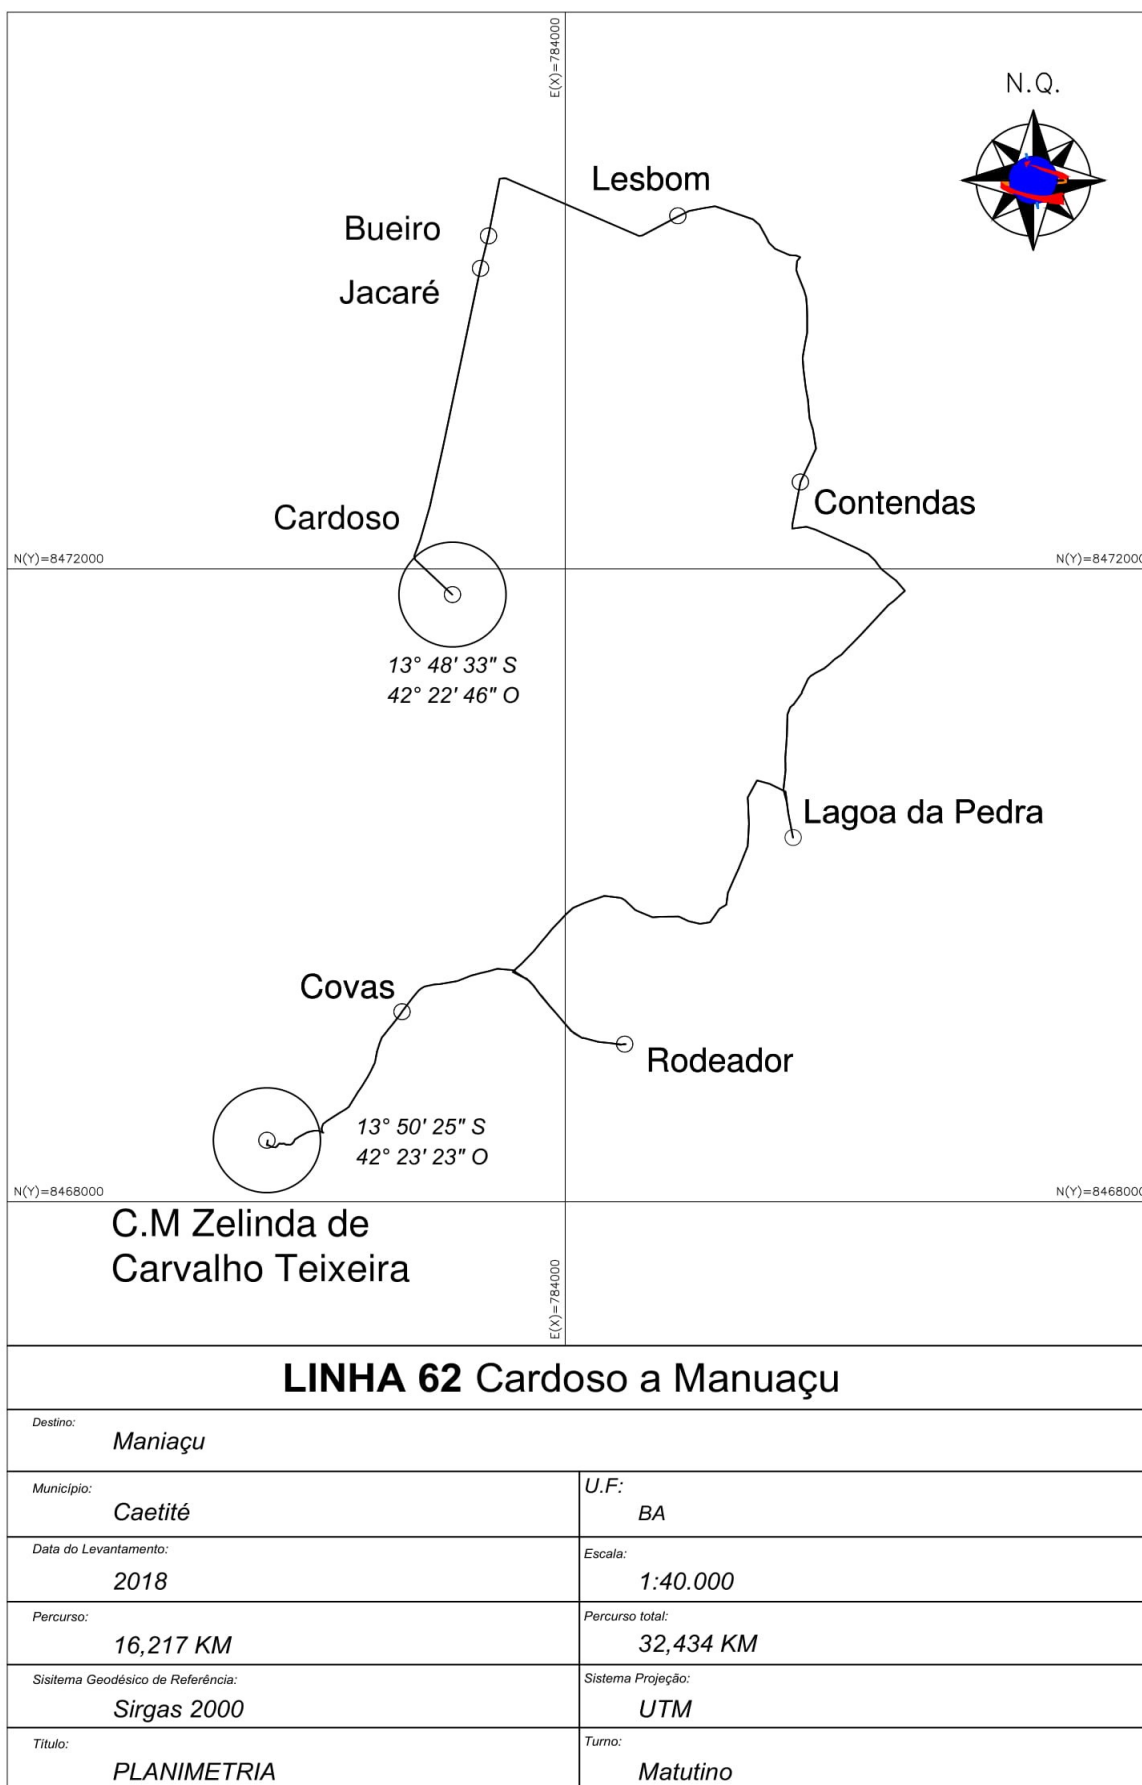 E(X)=784000
N.Q.
Lesbom
Bueiro
Jacaré
Contendas
Cardoso
N(Y)=8472000
N(Y)=8472000
13° 48' 33" S
42° 22' 46" O
Lagoa da Pedra
Covas
Rodeador
13° 50' 25" S
42° 23' 23" O
N(Y)=8468000
N(Y)=8468000
C.M Zelinda de
Carvalho Teixeira
E(X)=784000
LINHA 62 Cardoso a Manuaçu
Destino:
Maniaçu
Município:
Caetité
U.F:
BA
Data do Levantamento:
2018
Escala:
1:40.000
Percurso:
16,217 KM
Percurso total:
32,434 KM
Sisitema Geodésico de Referência:
Sirgas 2000
Sistema Projeção:
UTM
Título:
PLANIMETRIA
Turno:
Matutino